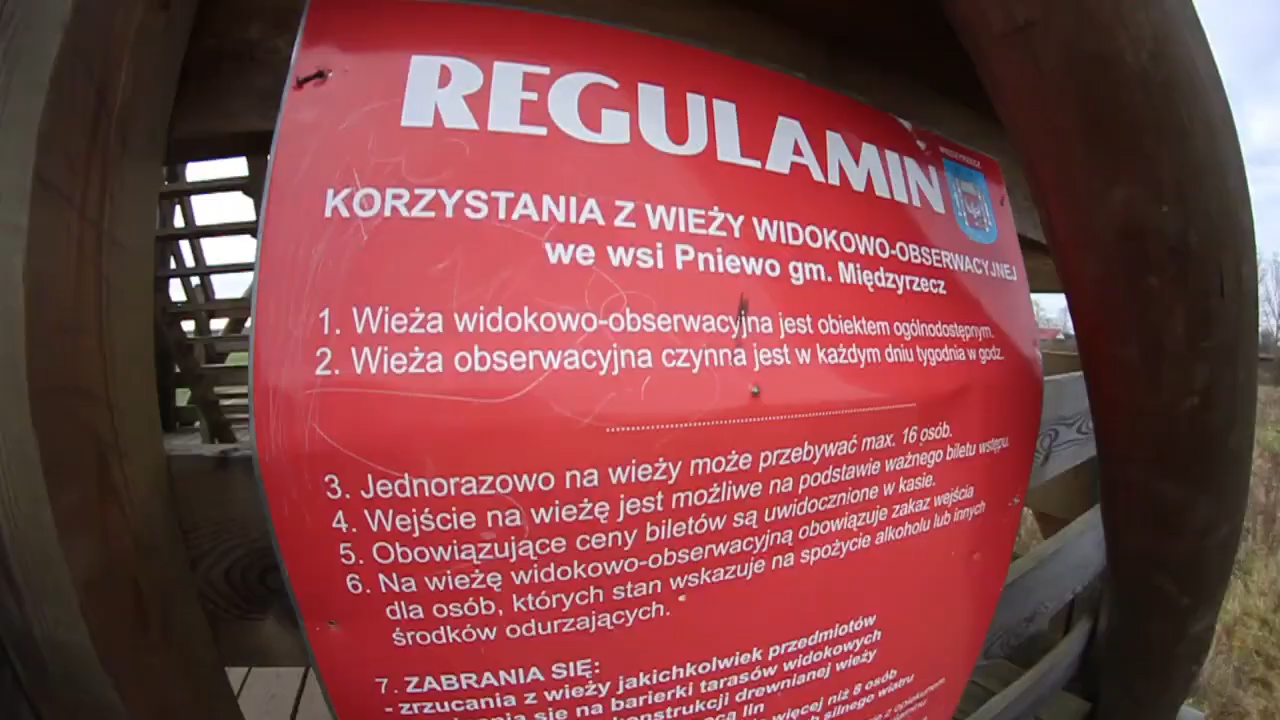 REGULAMIN
MIĘDZYRZECZ
KORZYSTANIA Z WIEŻY WIDOKOWO-OBSERWACYJNEJ
we wsi Pniewo gm. Międzyrzecz
1. Wieża widokowo-obserwacyjna jest obiektem ogólnodostępnym.
2. Wieża obserwacyjna czynna jest w każdym dniu tygodnia w godz.
3. Jednorazowo na wieży może przebywać max. 16 osób.
4. Wejście na wieżę jest możliwe na podstawie ważnego biletu wstępu.
5. Obowiązujące ceny biletów są uwidocznione w kasie.
6. Na wieżę widokowo-obserwacyjną obowiązuje zakaz wejścia
dla osób, których stan wskazuje na spożycie alkoholu lub innych
środków odurzających.
7. ZABRANIA SIĘ:
- zrzucania z wieży jakichkolwiek przedmiotów
się na barierki tarasów widokowych
konstrukcji drewnianej wieży
lin
więcej niż 8 osób
silnego wiatru
z opiekunem